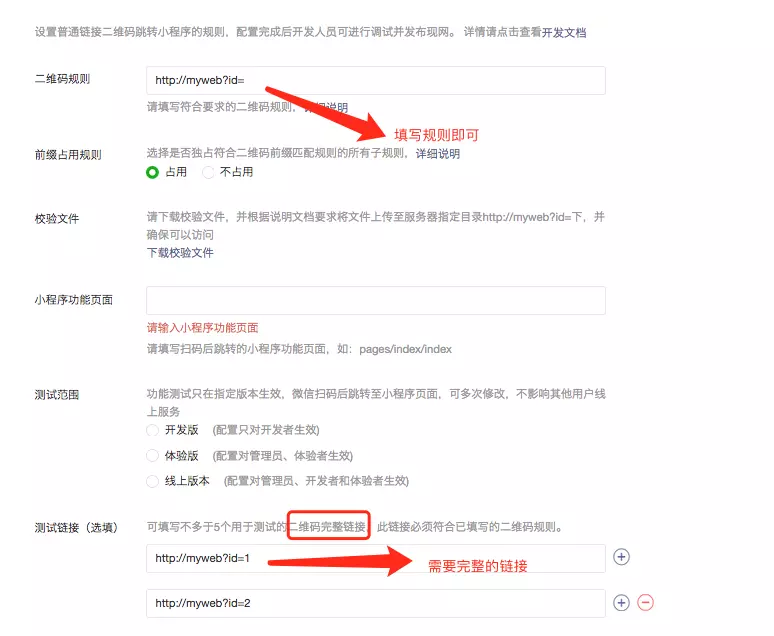 设置普通链接二维码跳转小程序的规则，配置完成后开发人员可进行调试并发布现网。 详情请点击查看开发文档
二维码规则
http://myweb?id=
请填写符合要求的二维码规则，详细说明
填写规则即可
前缀占用规则
选择是否独占符合二维码前缀匹配规则的所有子规则，详细说明
占用 不占用
校验文件
请下载校验文件，并根据说明文档要求将文件上传至服务器指定目录http://myweb?id=下，并
确保可以访问
下载校验文件
小程序功能页面
请输入小程序功能页面
请填写扫码后跳转的小程序功能页面，如：pages/index/index
测试范围
功能测试只在指定版本生效，微信扫码后跳转至小程序页面，可多次修改，不影响其他用户线
上服务
开发版 (配置只对开发者生效)
体验版 (配置对管理员、体验者生效)
线上版本 (配置对管理员、开发者和体验者生效)
测试链接（选填）
可填写不多于5个用于测试的二维码完整链接，此链接必须符合已填写的二维码规则。
http://myweb?id=1
需要完整的链接
http://myweb?id=2